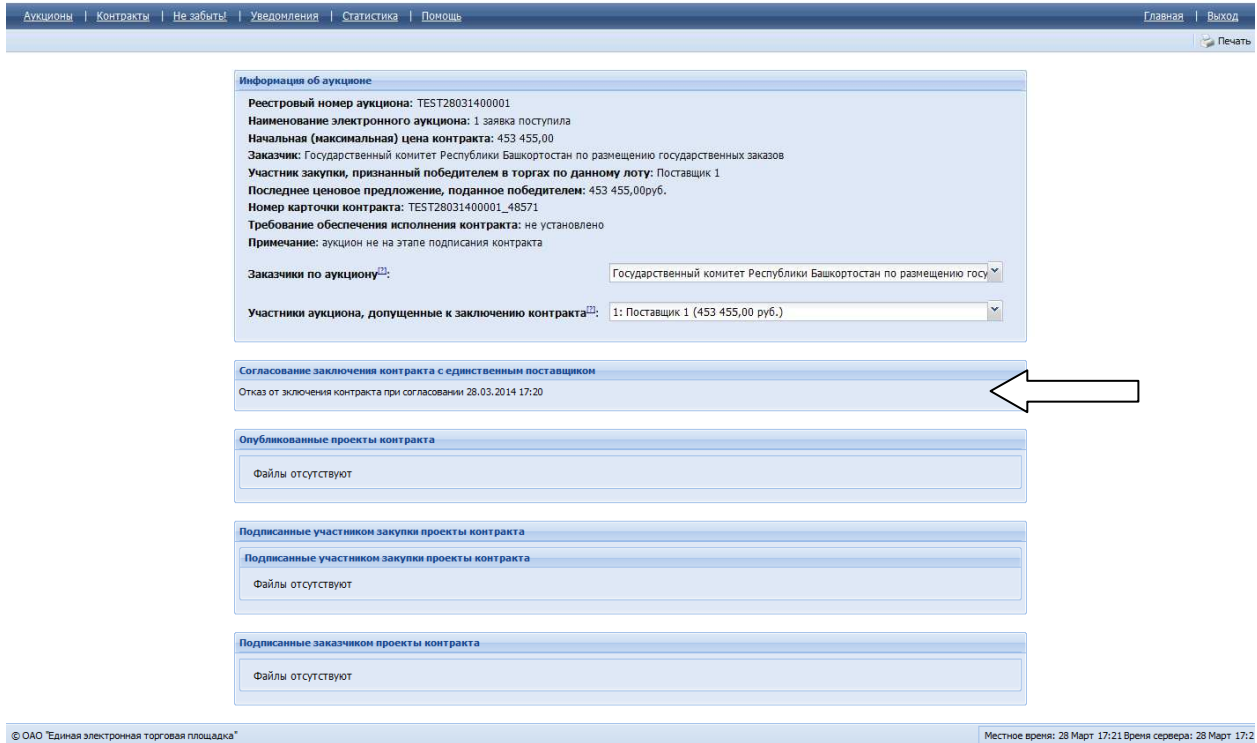 Аукционы | Контракты | Не забыть! | Уведомления | Статистика | Помощь Главная | Выход
Печать
Информация об аукционе
Реестровый номер аукциона: TEST28031400001
Наименование электронного аукциона: 1 заявка поступила
Начальная (максимальная) цена контракта: 453 455,00
Заказчик: Государственный комитет Республики Башкортостан по размещению государственных заказов
Участник закупки, признанный победителем в торгах по данному лоту: Поставщик 1
Последнее ценовое предложение, поданное победителем: 453 455,00руб.
Номер карточки контракта: TEST28031400001_48571
Требование обеспечения исполнения контракта: не установлено
Примечание: аукцион не на этапе подписания контракта
Заказчики по аукциону[?]: Государственный комитет Республики Башкортостан по размещению госу
Участники аукциона, допущенные к заключению контракта[?]: 1: Поставщик 1 (453 455,00 руб.)
Согласование заключения контракта с единственным поставщиком
Отказ от зключения контракта при согласовании 28.03.2014 17:20
Опубликованные проекты контракта
Файлы отсутствуют
Подписанные участником закупки проекты контракта
Подписанные участником закупки проекты контракта
Файлы отсутствуют
Подписанные заказчиком проекты контракта
Файлы отсутствуют
© ОАО "Единая электронная торговая площадка" Местное время: 28 Март 17:21 Время сервера: 28 Март 17:2